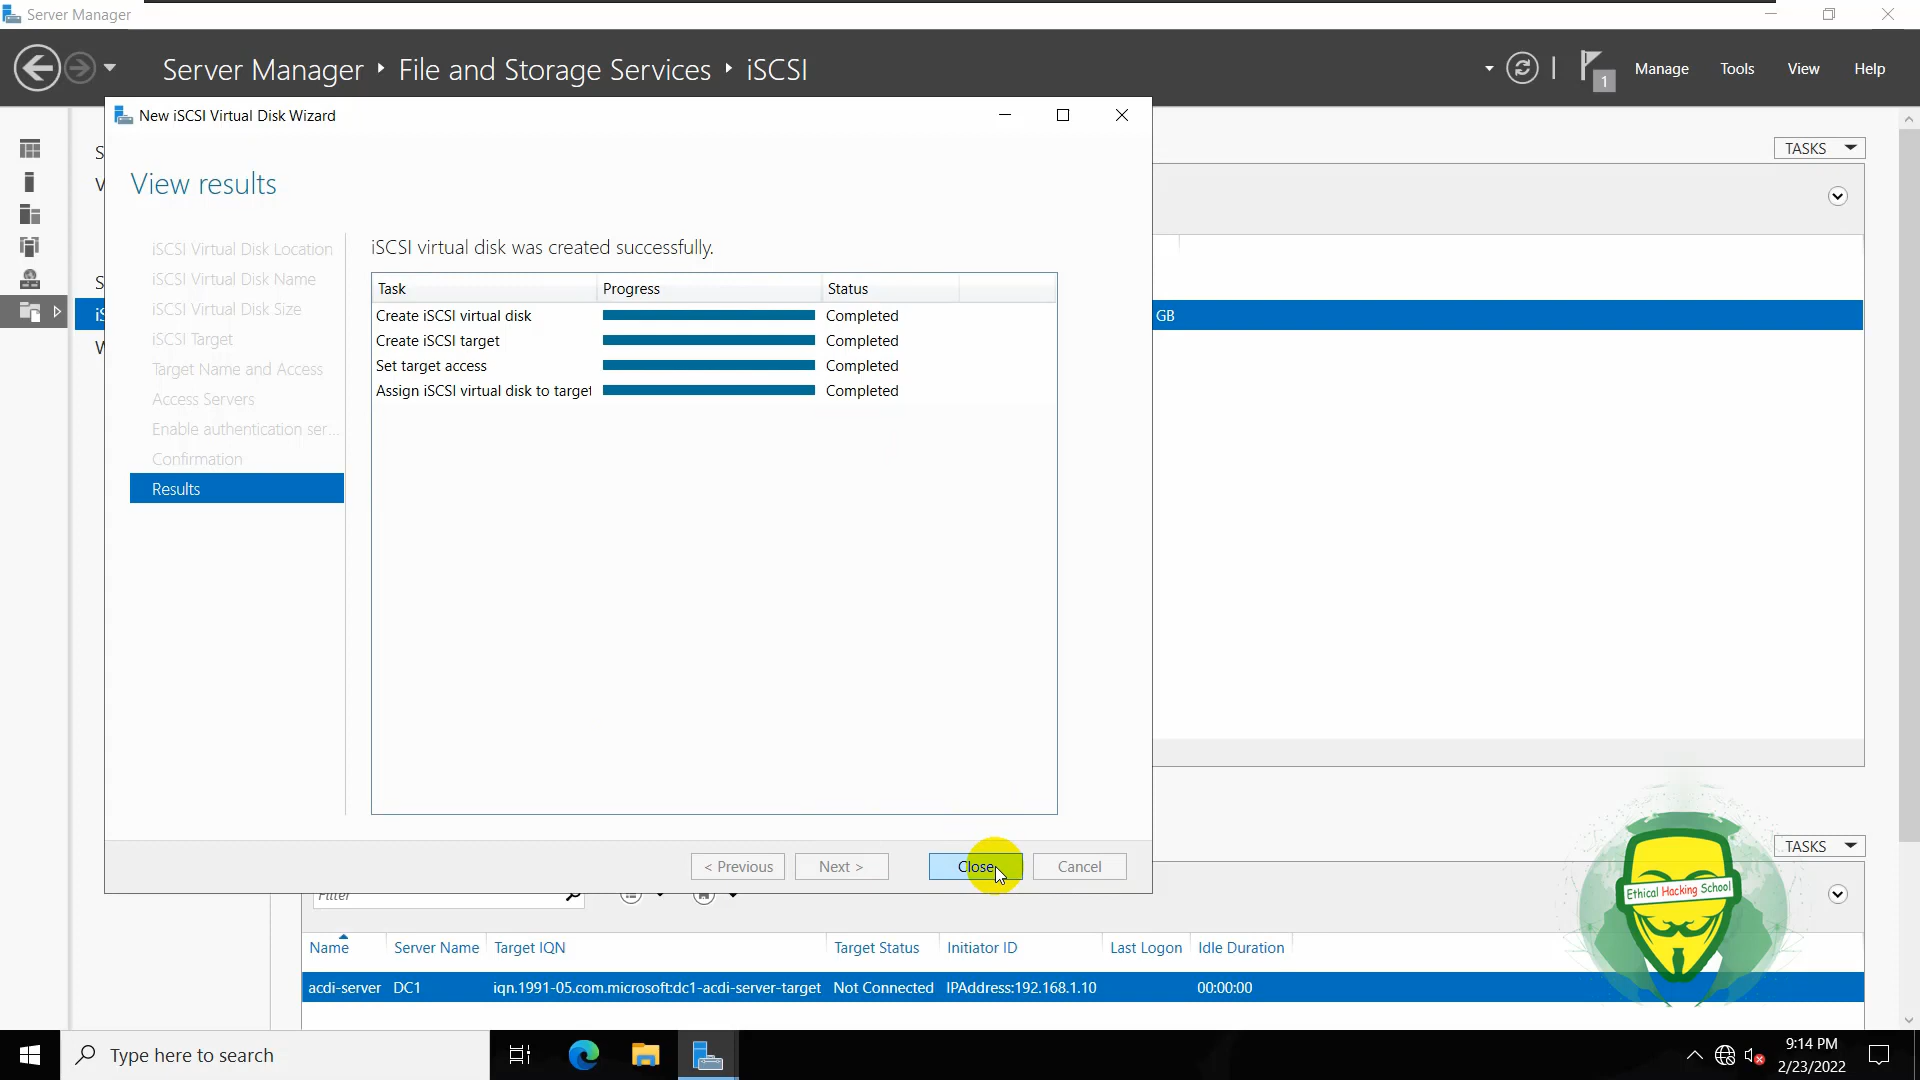 Server Manager
Server Manager ‣ File and Storage Services ‣ iSCSI
1
Manage
Tools
View
Help
New iSCSI Virtual Disk Wizard
TASKS
View results
iSCSI Virtual Disk Location
iSCSI Virtual Disk Name
iSCSI Virtual Disk Size
iSCSI Target
Target Name and Access
Access Servers
Enable authentication ser...
Confirmation
Results
iSCSI virtual disk was created successfully.
Task Progress Status
Create iSCSI virtual disk Completed
Create iSCSI target Completed
Set target access Completed
Assign iSCSI virtual disk to target Completed
GB
< Previous
Next >
Close
Cancel
TASKS
Ethical Hacking School
Filter
Name Server Name Target IQN Target Status Initiator ID Last Logon Idle Duration
acdi-server DC1 iqn.1991-05.com.microsoft:dc1-acdi-server-target Not Connected IPAddress:192.168.1.10 00:00:00
Type here to search
9:14 PM
2/23/2022